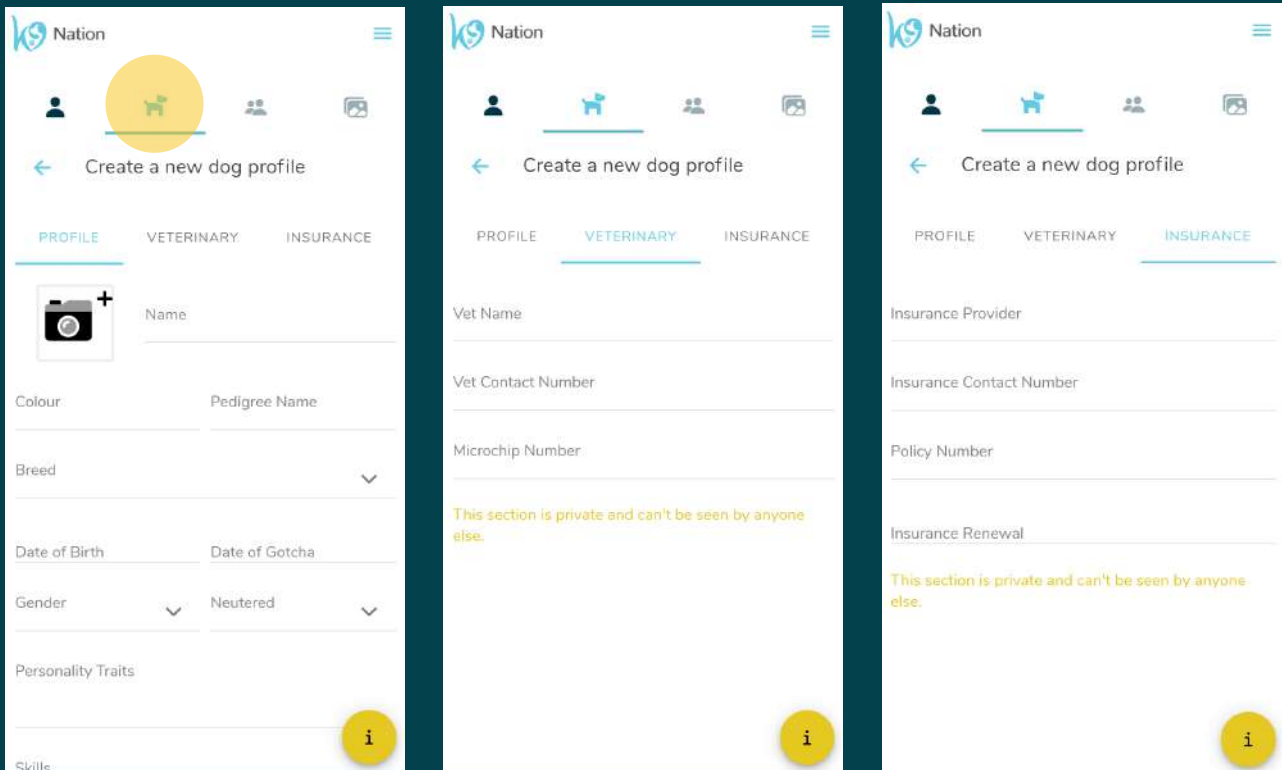 Nation
Create a new dog profile
PROFILE VETERINARY INSURANCE
Name
Colour Pedigree Name
Breed
Date of Birth Date of Gotcha
Gender Neutered
Personality Traits
i
Skills
Nation
Create a new dog profile
PROFILE VETERINARY INSURANCE
Vet Name
Vet Contact Number
Microchip Number
This section is private and can't be seen by anyone
else.
i
Nation
Create a new dog profile
PROFILE VETERINARY INSURANCE
Insurance Provider
Insurance Contact Number
Policy Number
Insurance Renewal
This section is private and can't be seen by anyone
else.
i